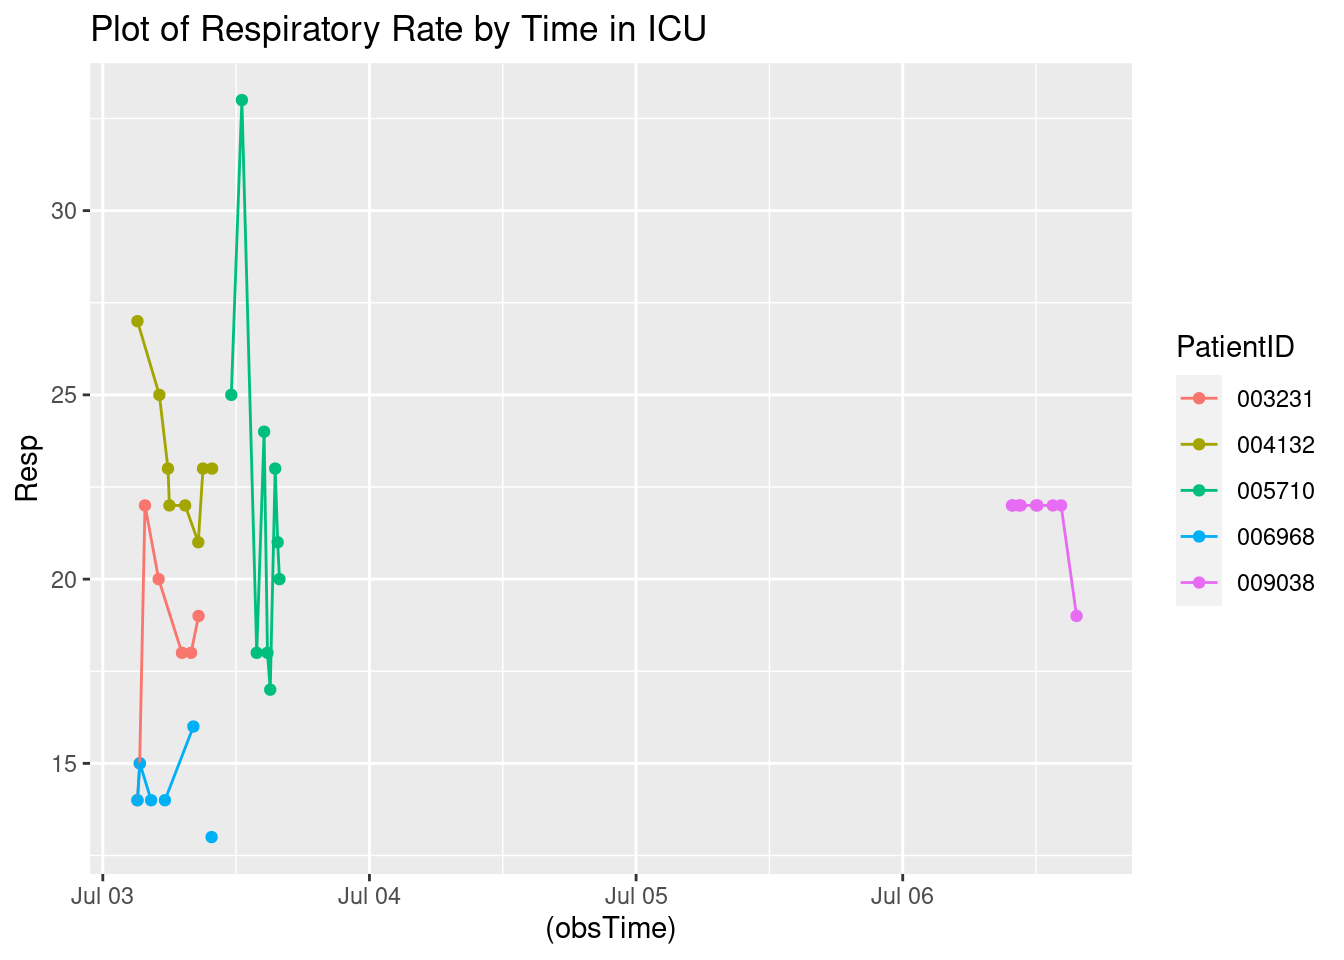 Plot of Respiratory Rate by Time in ICU
Resp
30
25
20
15
Jul 03
Jul 04
Jul 05
Jul 06
(obsTime)
PatientID
003231
004132
005710
006968
009038